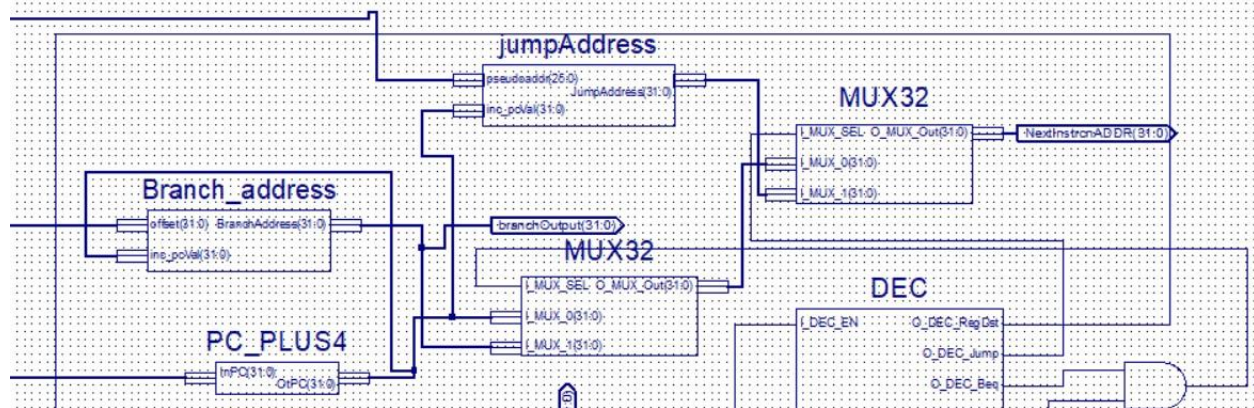 jumpAddress
pseudoaddr(25:0)
JumpAddress(31:0)
inc_pcVal(31:0)
MUX32
I_MUX_SEL O_MUX_Out(31:0)
I_MUX_0(31:0)
I_MUX_1(31:0)
NextInstrcnADDR(31:0)
Branch_address
offset(31:0) BranchAddress(31:0)
inc_pcVal(31:0)
branchOutput(31:0)
MUX32
I_MUX_SEL O_MUX_Out(31:0)
I_MUX_0(31:0)
I_MUX_1(31:0)
PC_PLUS4
InPC(31:0)
OtPC(31:0)
DEC
I_DEC_EN O_DEC_RegDst
O_DEC_Jump
O_DEC_Beq